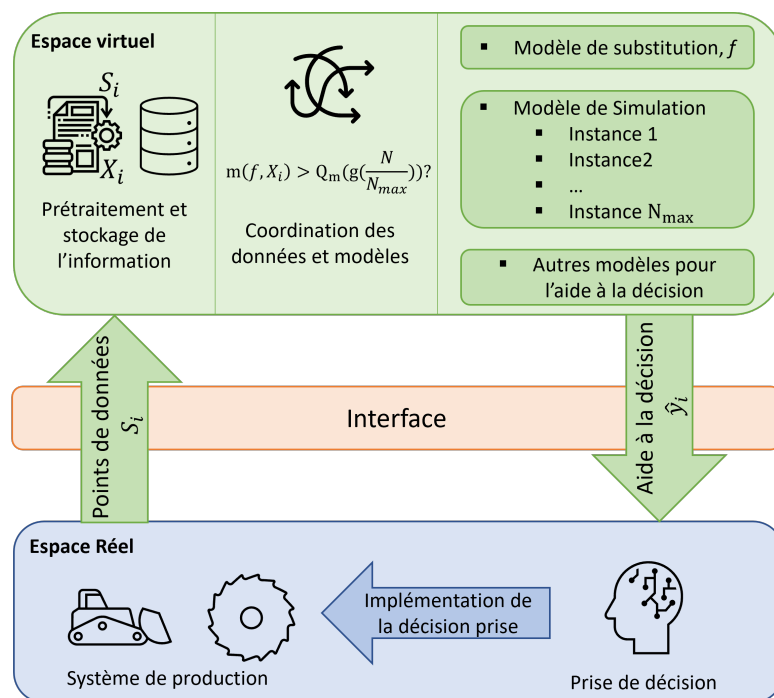 Espace virtuel
S_i
X_i
Prétraitement et
stockage de
l'information
m(f, X_i) > Q_m(g(N/N_max))?
Coordination des
données et modèles
▪ Modèle de substitution, f
▪ Modèle de Simulation
▪ Instance 1
▪ Instance2
▪ ...
▪ Instance N_max
▪ Autres modèles pour
l'aide à la décision
Points de données
S_i
Interface
Aide à la décision
ŷ_i
Espace Réel
Système de production
Implémentation de
la décision prise
Prise de décision